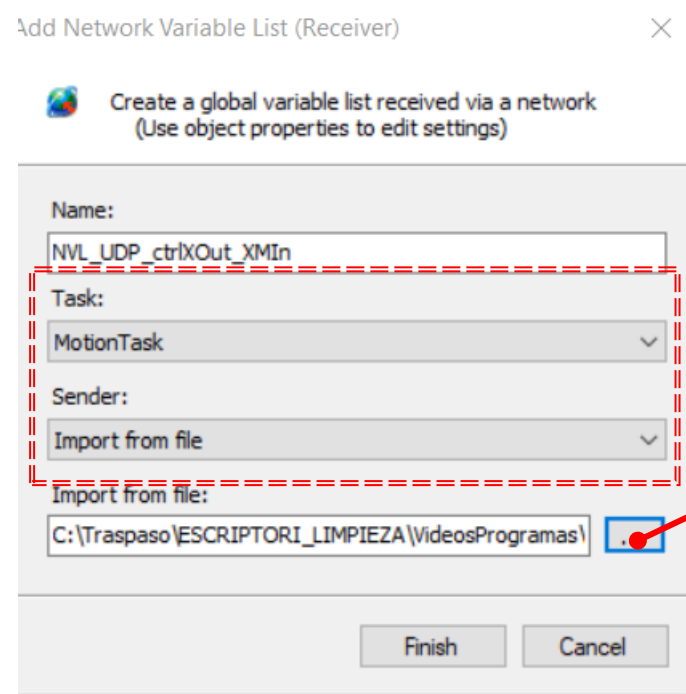 Add Network Variable List (Receiver)
Create a global variable list received via a network
(Use object properties to edit settings)
Name:
NVL_UDP_ctrlXOut_XMIn
Task:
MotionTask
Sender:
Import from file
Import from file:
C:\Traspaso\ESCRIPTORI_LIMPIEZA\VideosProgramas\
Finish
Cancel